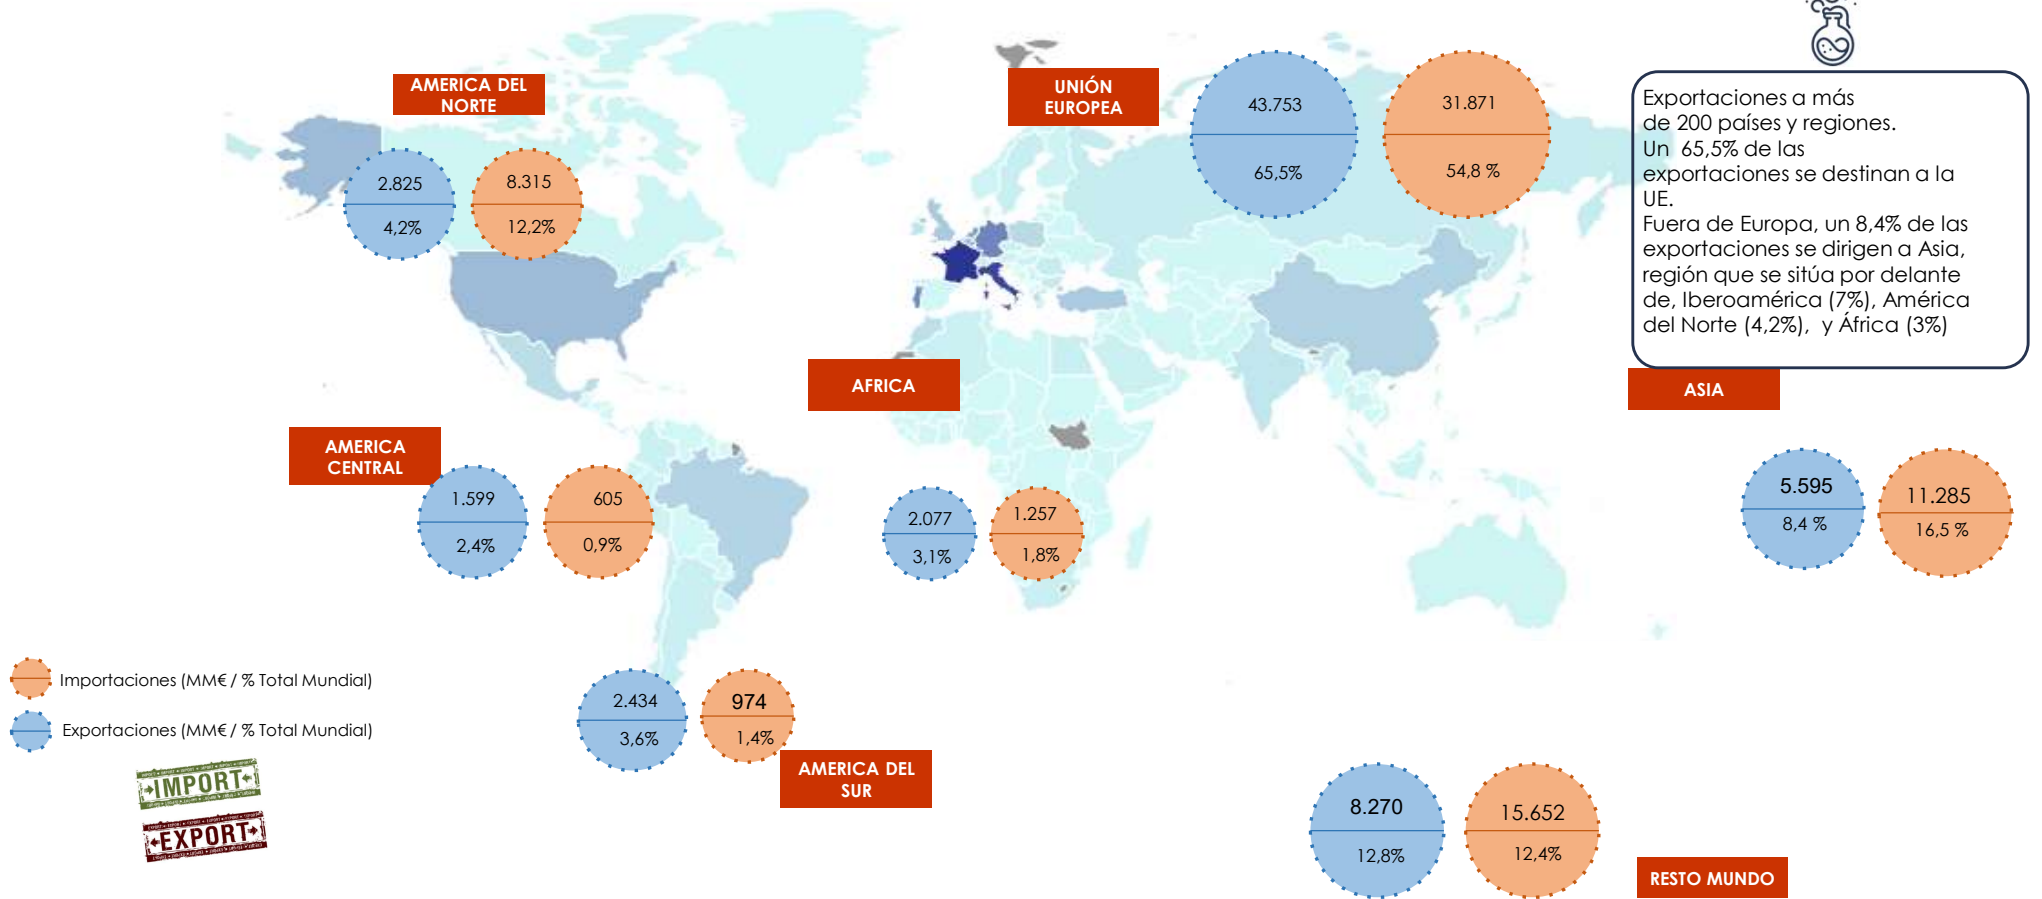 AMERICA DEL
NORTE
2.825
4,2%
8.315
12,2%
UNIÓN
EUROPEA
43.753
65,5%
31.871
54,8 %
Exportaciones a más
de 200 países y regiones.
Un 65,5% de las
exportaciones se destinan a la
UE.
Fuera de Europa, un 8,4% de las
exportaciones se dirigen a Asia,
región que se sitúa por delante
de, Iberoamérica (7%), América
del Norte (4,2%), y África (3%)
AFRICA
2.077
3,1%
1.257
1,8%
ASIA
5.595
8,4 %
11.285
16,5 %
AMERICA
CENTRAL
1.599
2,4%
605
0,9%
Importaciones (MM€ / % Total Mundial)
Exportaciones (MM€ / % Total Mundial)
IMPORT
EXPORT
2.434
3,6%
974
1,4%
AMERICA DEL
SUR
8.270
12,8%
15.652
12,4%
RESTO MUNDO